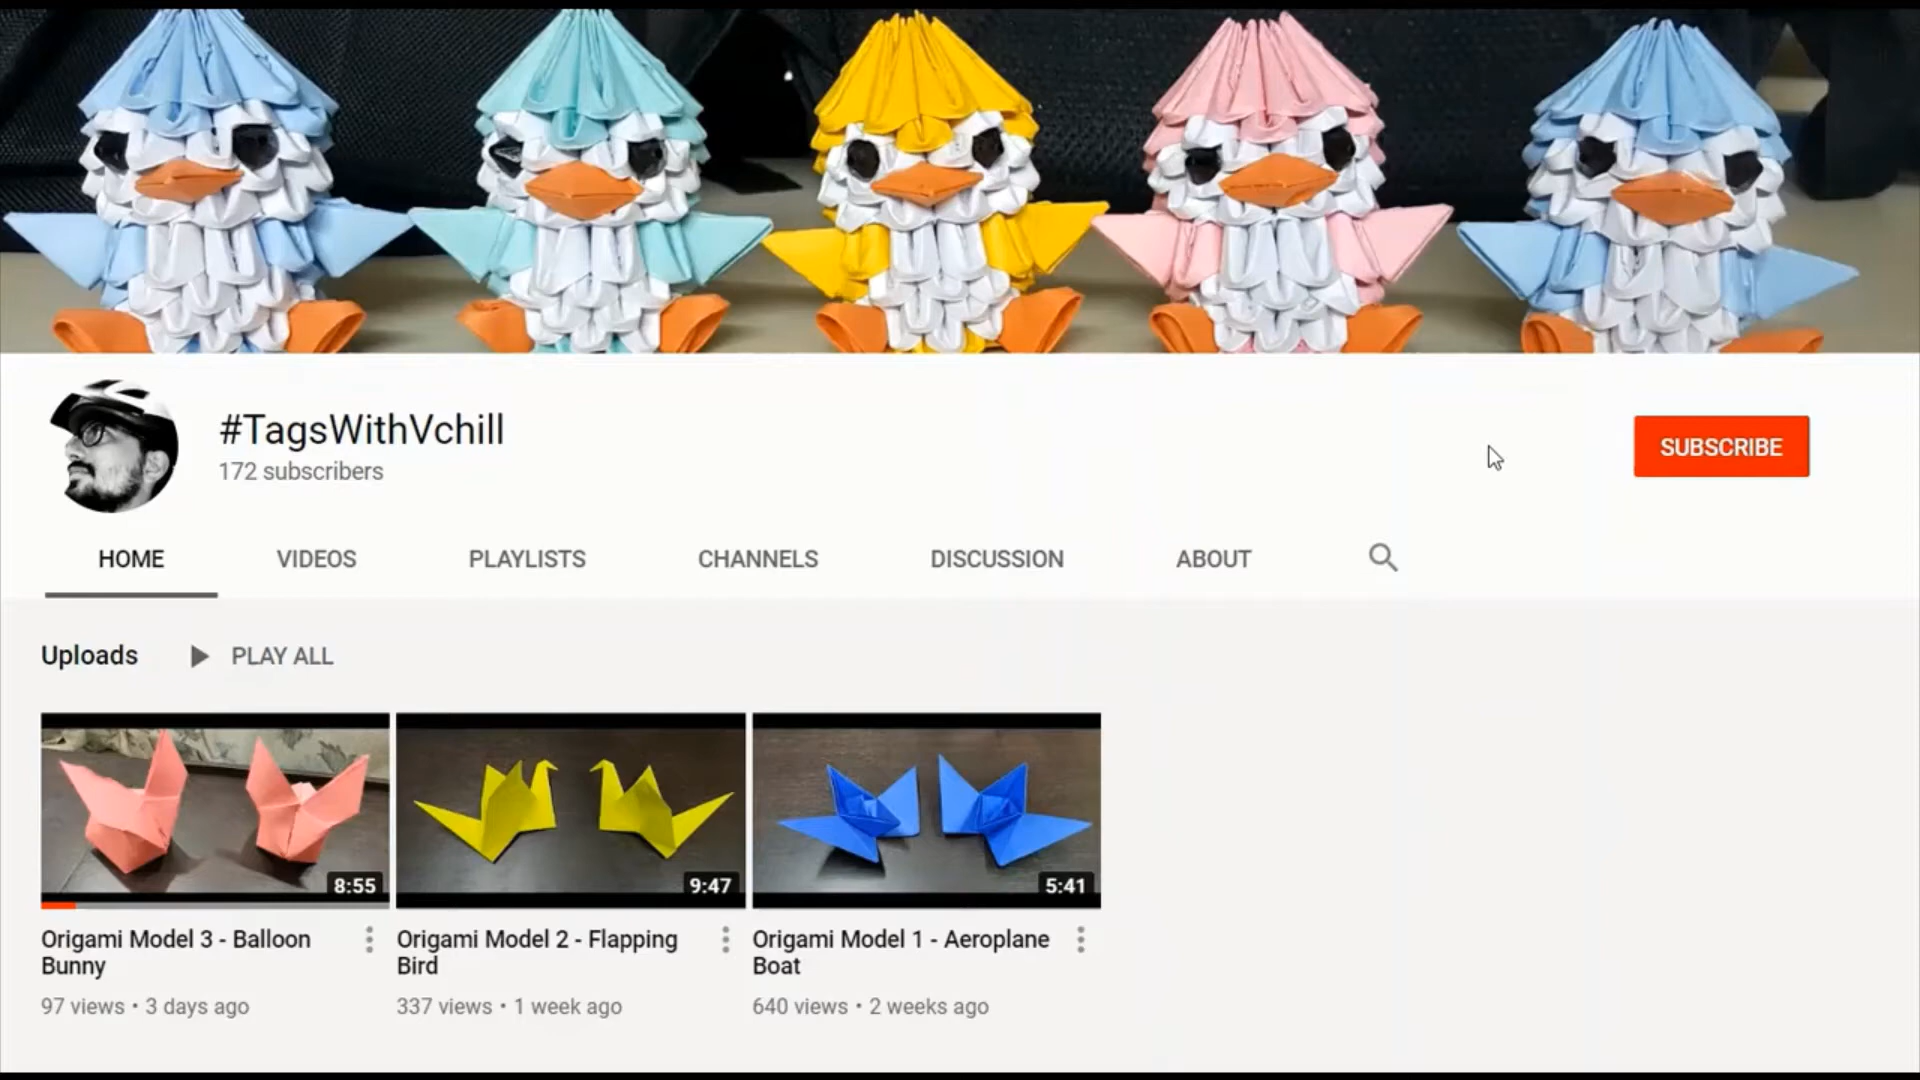 #TagsWithVchill
172 subscribers
SUBSCRIBE
HOME VIDEOS PLAYLISTS CHANNELS DISCUSSION ABOUT
Uploads PLAY ALL
8:55
9:47
5:41
Origami Model 3 - Balloon
Bunny
97 views • 3 days ago
Origami Model 2 - Flapping
Bird
337 views • 1 week ago
Origami Model 1 - Aeroplane
Boat
640 views • 2 weeks ago